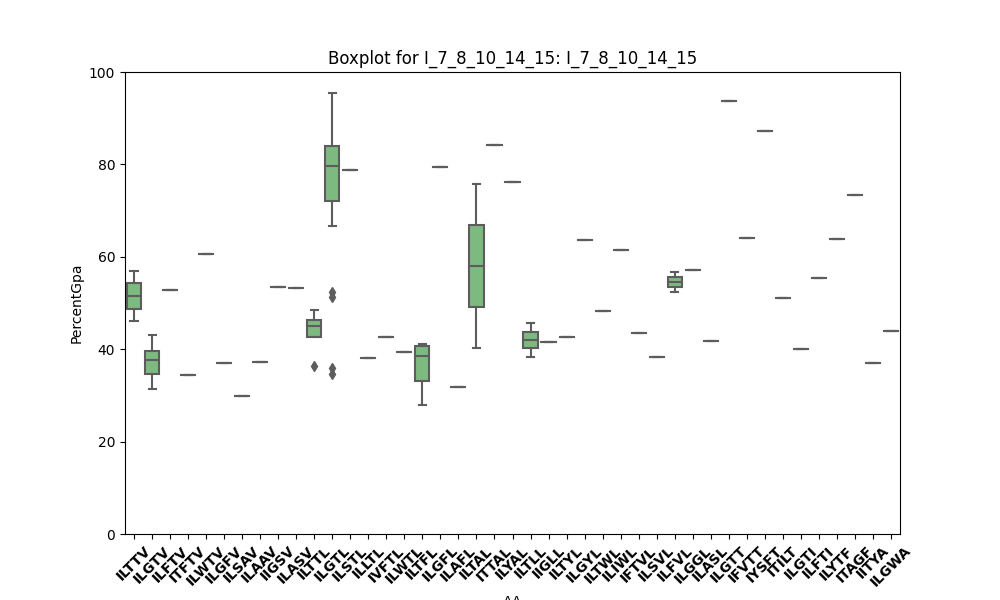 Boxplot for I_7_8_10_14_15: I_7_8_10_14_15
PercentGpa
100
80
60
40
20
0
ILTTV
ILGTV
ILFTV
ITFTV
ILWTV
ILGFV
ILSAV
ILAAV
IIGSV
ILASV
ILTTL
ILGTL
ILSTL
ILLTL
IVFTL
ILWTL
ILTFL
ILGFL
ILAFL
ILTAL
ITTAL
ILYAL
ILTLL
IIGLL
ILTYL
ILGYL
ILTWL
ILIWL
IFTVL
ILSVL
ILFVL
ILGGL
ILASL
ILGTT
IFVTT
IYSFT
ITILT
ILGTI
ILFTI
ILYTF
ITAGF
IITYA
ILGWA